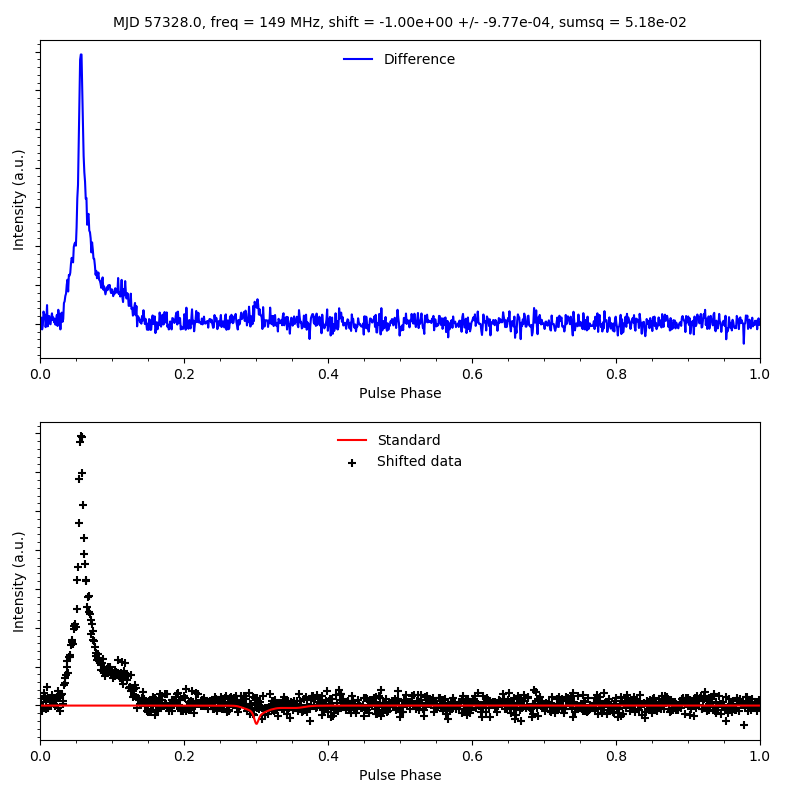 MJD 57328.0, freq = 149 MHz, shift = -1.00e+00 +/- -9.77e-04, sumsq = 5.18e-02
Difference
Intensity (a.u.)
0.0 0.2 0.4 0.6 0.8 1.0
Pulse Phase
Standard
Shifted data
Intensity (a.u.)
0.0 0.2 0.4 0.6 0.8 1.0
Pulse Phase